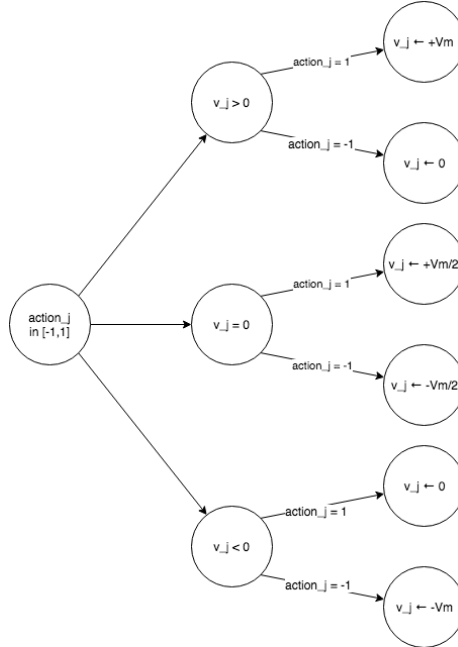 action_j = 1
v_j ← +Vm
v_j > 0
action_j = -1
v_j ← 0
action_j
in [-1,1]
action_j = 1
v_j ← +Vm/2
v_j = 0
action_j = -1
v_j ← -Vm/2
action_j = 1
v_j ← 0
v_j < 0
action_j = -1
v_j ← -Vm